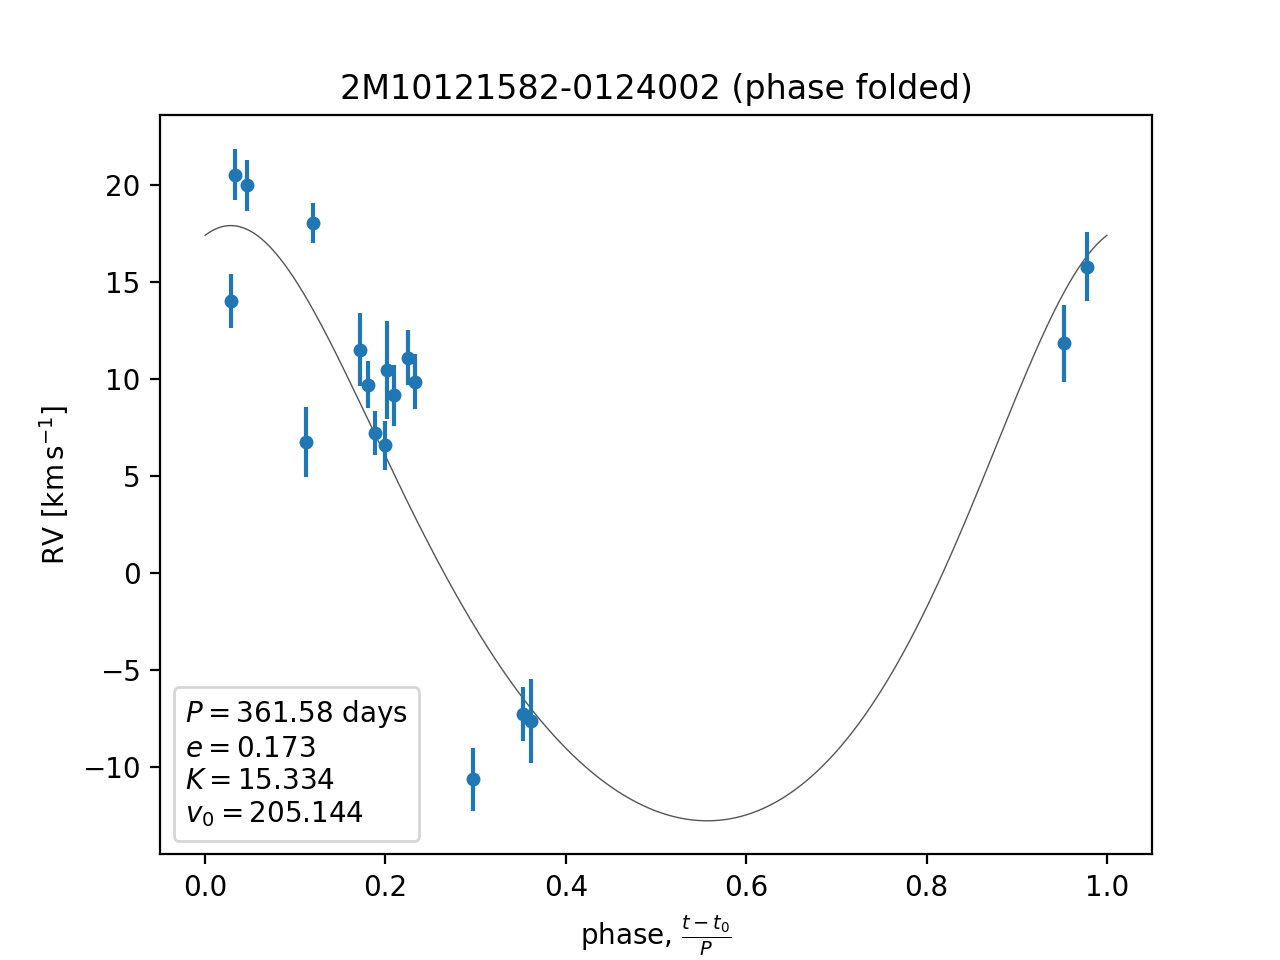 2M10121582-0124002 (phase folded)
20
15
10
5
0
−5
−10
RV [km s⁻¹]
P = 361.58 days
e = 0.173
K = 15.334
v₀ = 205.144
0.0 0.2 0.4 0.6 0.8 1.0
phase, (t − t₀)/P